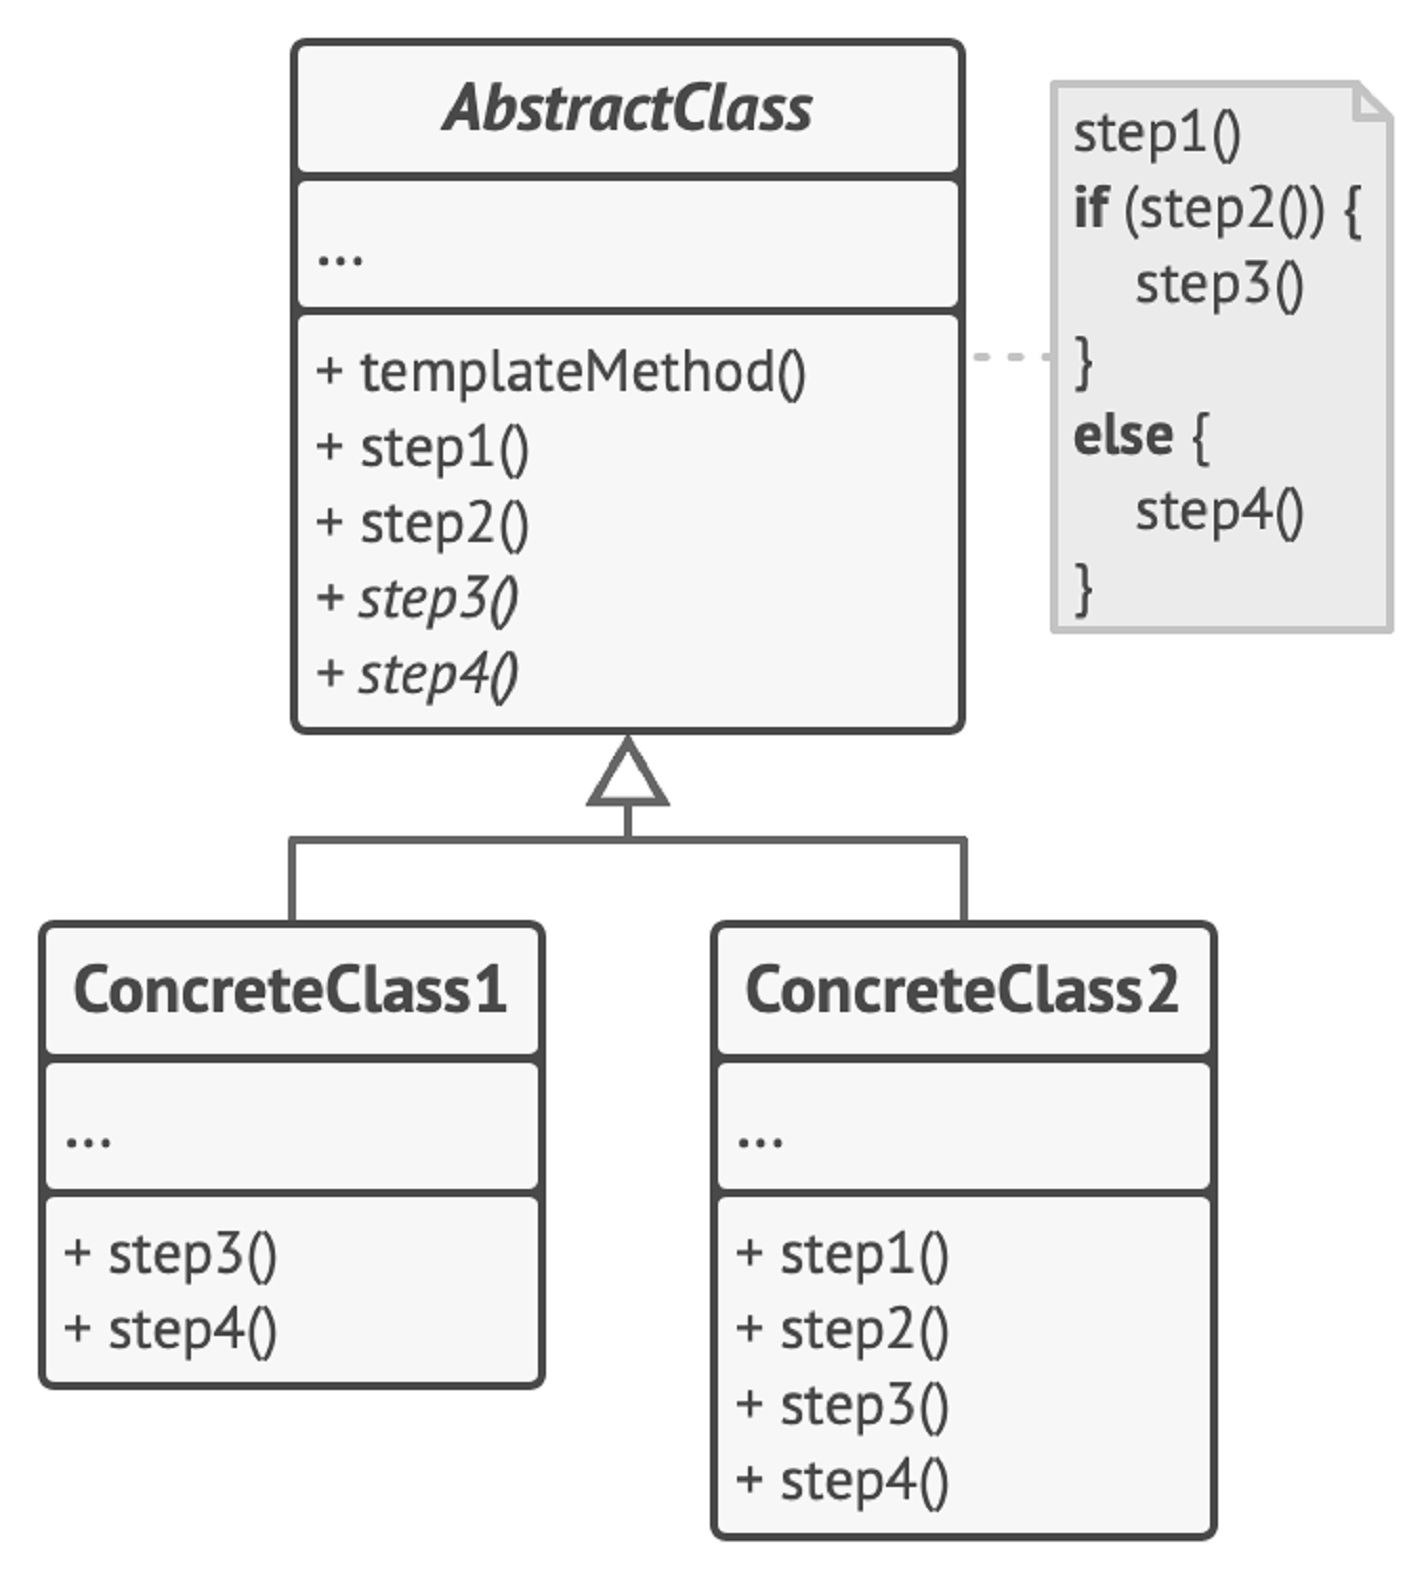 AbstractClass
...
+ templateMethod()
+ step1()
+ step2()
+ step3()
+ step4()
step1()
if (step2()) {
step3()
}
else {
step4()
}
ConcreteClass1
...
+ step3()
+ step4()
ConcreteClass2
...
+ step1()
+ step2()
+ step3()
+ step4()